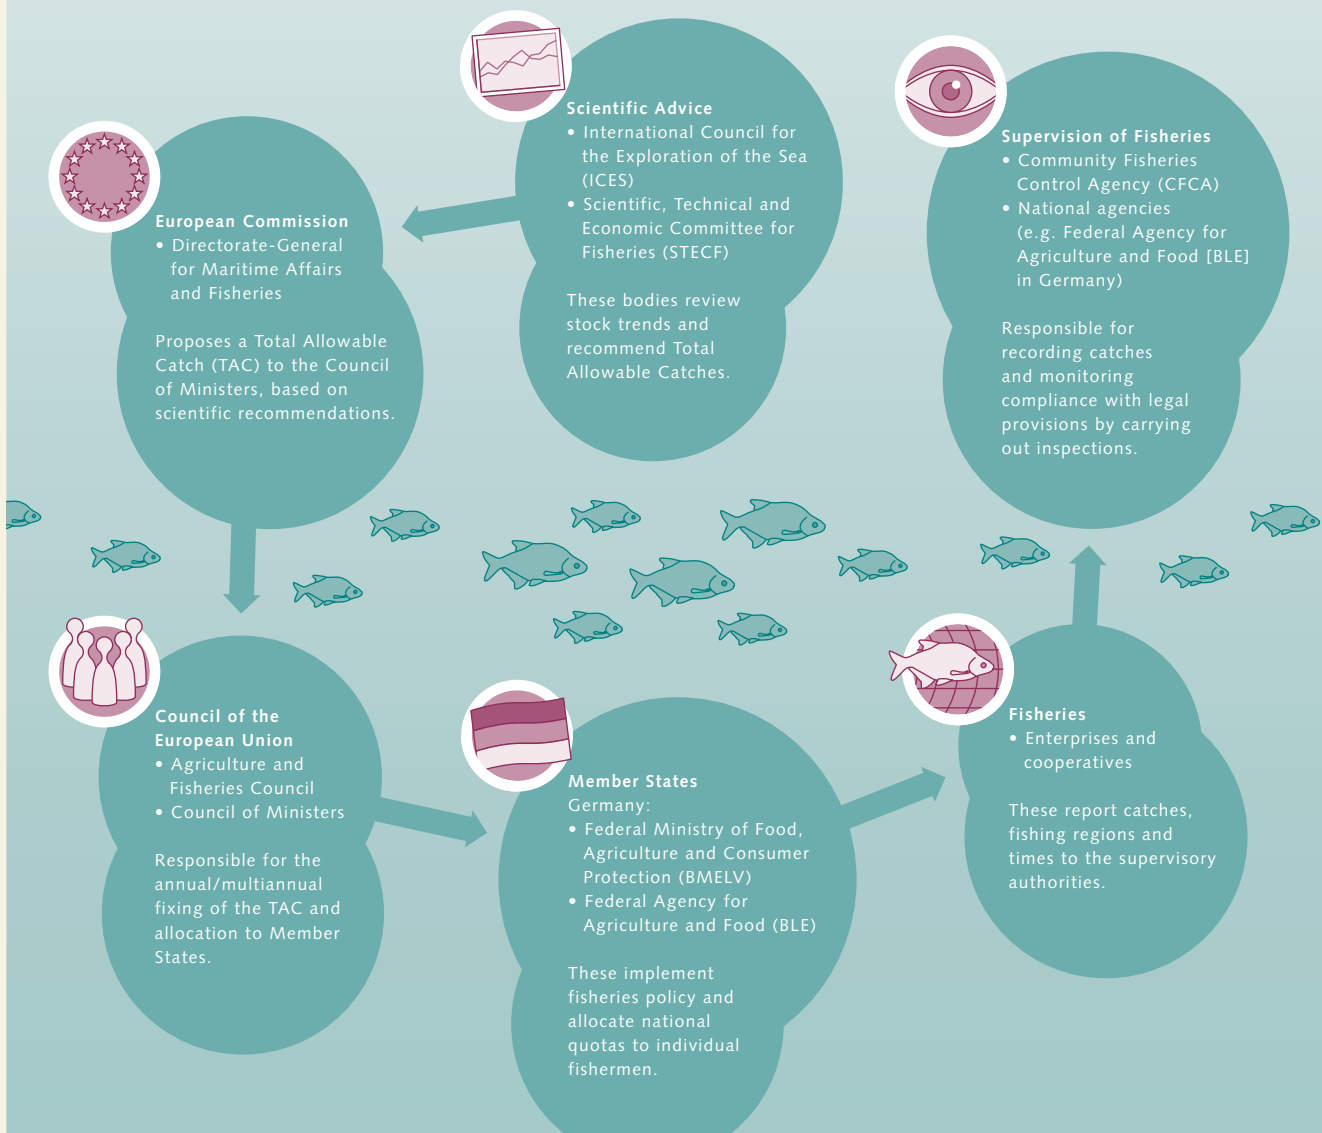 Scientific Advice
• International Council for
the Exploration of the Sea
(ICES)
• Scientific, Technical and
Economic Committee for
Fisheries (STECF)
These bodies review
stock trends and
recommend Total
Allowable Catches.
Supervision of Fisheries
• Community Fisheries
Control Agency (CFCA)
• National agencies
(e.g. Federal Agency for
Agriculture and Food [BLE]
in Germany)
Responsible for
recording catches
and monitoring
compliance with legal
provisions by carrying
out inspections.
European Commission
• Directorate-General
for Maritime Affairs
and Fisheries
Proposes a Total Allowable
Catch (TAC) to the Council
of Ministers, based on
scientific recommendations.
Council of the
European Union
• Agriculture and
Fisheries Council
• Council of Ministers
Responsible for the
annual/multiannual
fixing of the TAC and
allocation to Member
States.
Member States
Germany:
• Federal Ministry of Food,
Agriculture and Consumer
Protection (BMELV)
• Federal Agency for
Agriculture and Food (BLE)
These implement
fisheries policy and
allocate national
quotas to individual
fishermen.
Fisheries
• Enterprises and
cooperatives
These report catches,
fishing regions and
times to the supervisory
authorities.